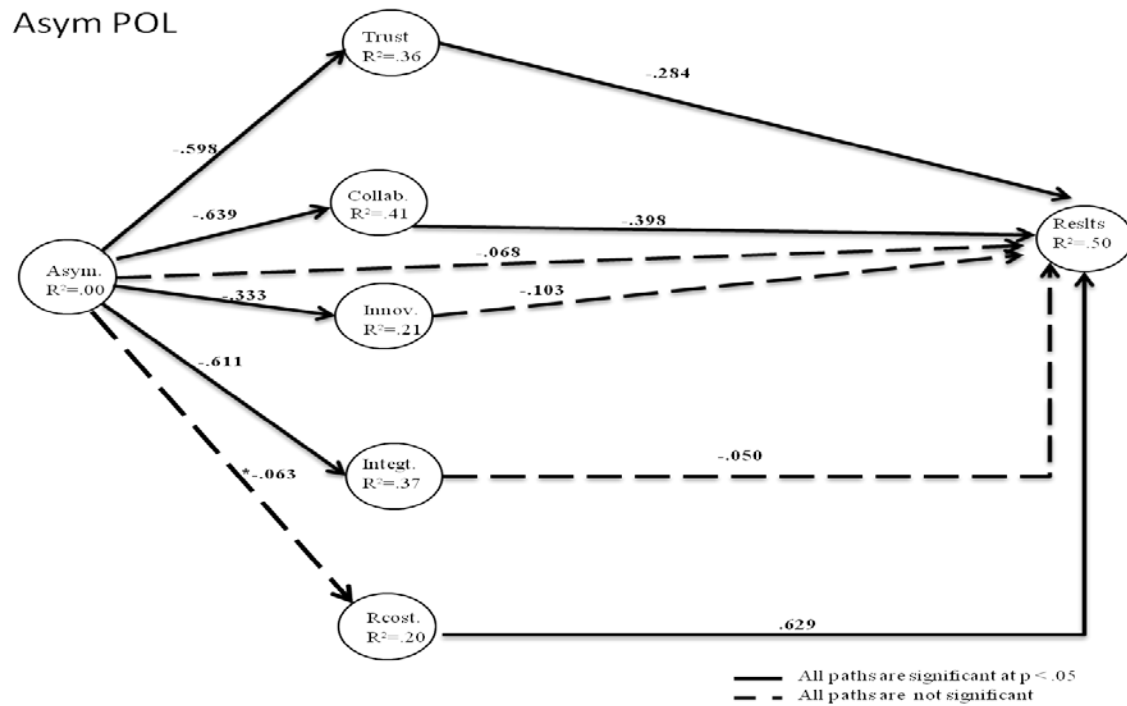 Asym POL
Trust
R²=.36
-.284
-.598
Collab.
R²=.41
-.639
-.398
Reslts
R²=.50
-.068
Asym.
R²=.00
-.333
-.103
Innov.
R²=.21
-.611
*-.063
Integt.
R²=.37
-.050
Rcost.
R²=.20
.629
All paths are significant at p < .05
All paths are not significant